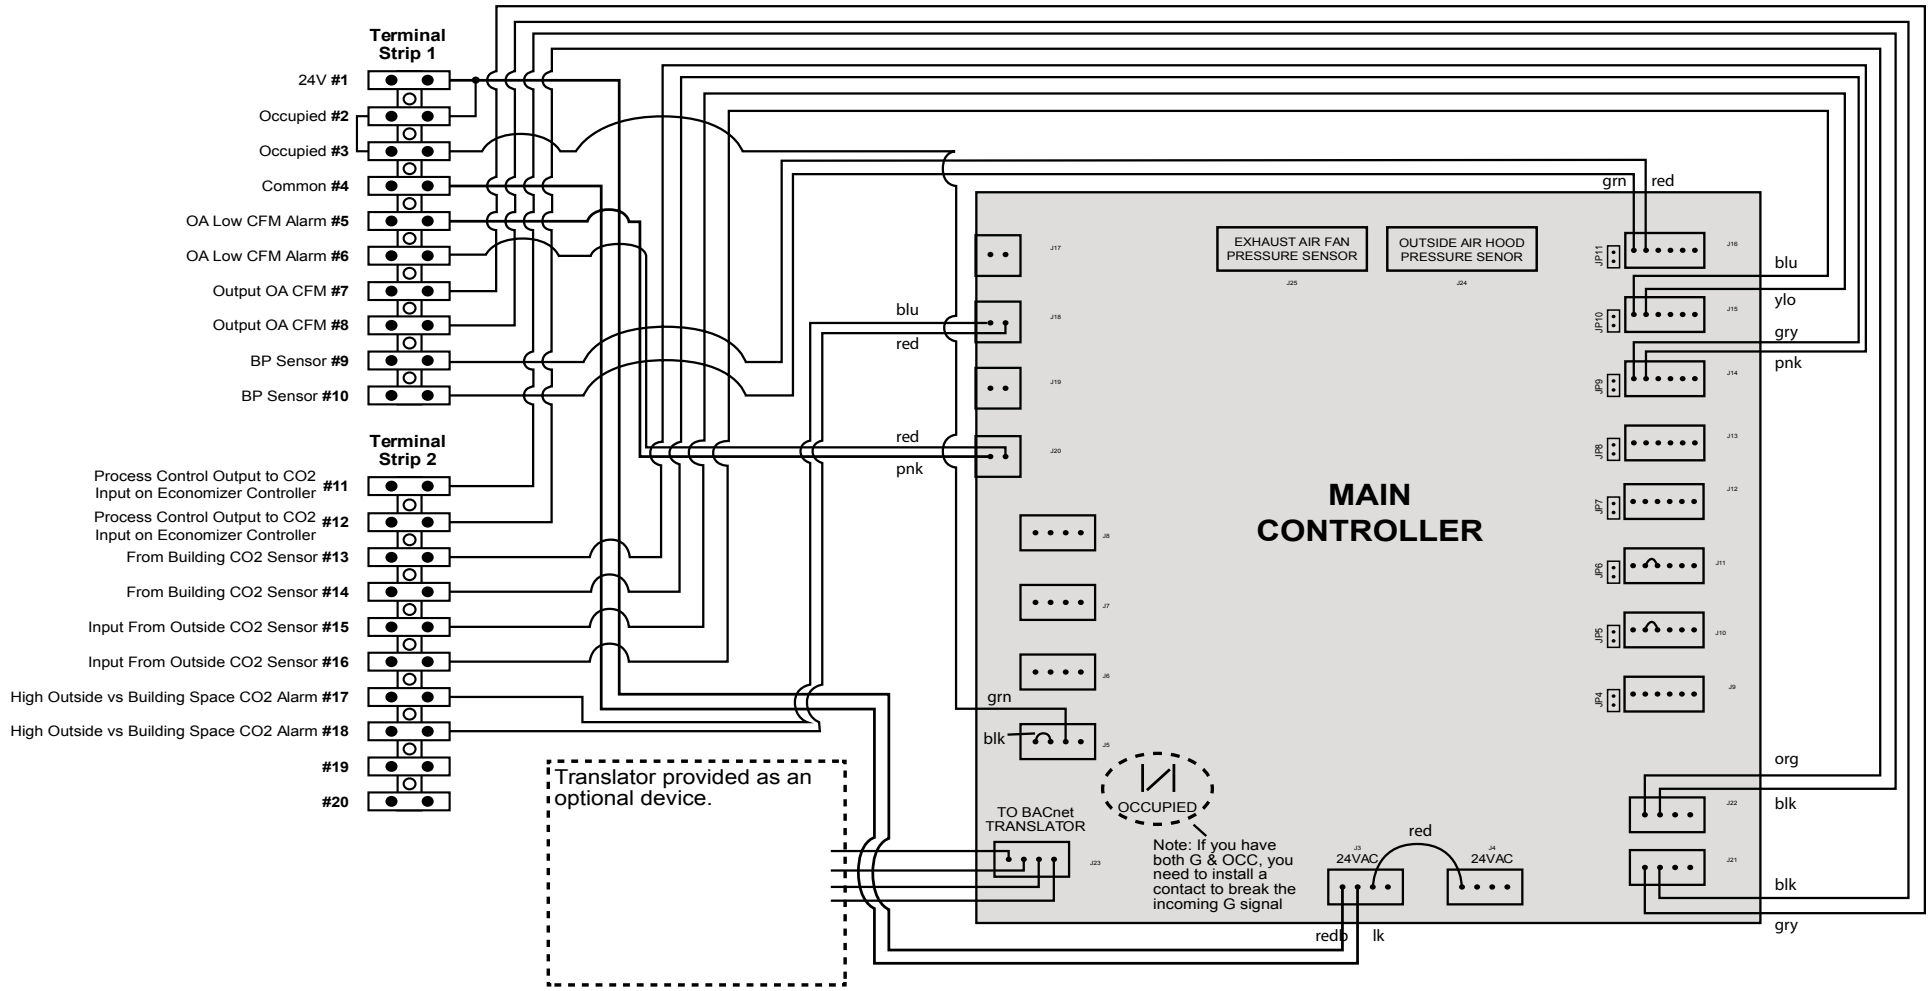 Terminal
Strip 1
24V #1
Occupied #2
Occupied #3
Common #4
OA Low CFM Alarm #5
OA Low CFM Alarm #6
Output OA CFM #7
Output OA CFM #8
BP Sensor #9
BP Sensor #10
Terminal
Strip 2
Process Control Output to CO2
Input on Economizer Controller #11
Process Control Output to CO2
Input on Economizer Controller #12
From Building CO2 Sensor #13
From Building CO2 Sensor #14
Input From Outside CO2 Sensor #15
Input From Outside CO2 Sensor #16
High Outside vs Building Space CO2 Alarm #17
High Outside vs Building Space CO2 Alarm #18
#19
#20
Translator provided as an
optional device.
MAIN
CONTROLLER
EXHAUST AIR FAN
PRESSURE SENSOR
J25
OUTSIDE AIR HOOD
PRESSURE SENOR
J24
J17
blu
J18
red
J19
red
J20
pnk
J8
J7
J6
grn
blk
J5
OCCUPIED
Note: If you have
both G & OCC, you
need to install a
contact to break the
incoming G signal
TO BACnet
TRANSLATOR
J23
J3
24VAC
red
J4
24VAC
redb
lk
grn
red
JP11
J16
blu
ylo
JP10
J15
gry
pnk
JP9
J14
JP8
J13
JP7
J12
JP6
J11
JP5
J10
JP4
J9
org
J22
blk
J21
blk
gry